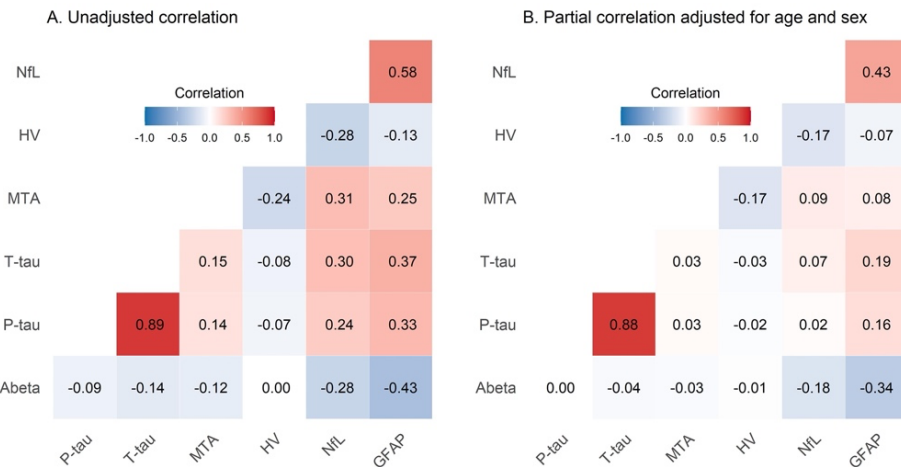 A. Unadjusted correlation
NfL 0.58
Correlation
-1.0 -0.5 0.0 0.5 1.0
HV -0.28 -0.13
MTA -0.24 0.31 0.25
T-tau 0.15 -0.08 0.30 0.37
P-tau 0.89 0.14 -0.07 0.24 0.33
Abeta -0.09 -0.14 -0.12 0.00 -0.28 -0.43
P-tau T-tau MTA HV NfL GFAP
B. Partial correlation adjusted for age and sex
NfL 0.43
Correlation
-1.0 -0.5 0.0 0.5 1.0
HV -0.17 -0.07
MTA -0.17 0.09 0.08
T-tau 0.03 -0.03 0.07 0.19
P-tau 0.88 0.03 -0.02 0.02 0.16
Abeta 0.00 -0.04 -0.03 -0.01 -0.18 -0.34
P-tau T-tau MTA HV NfL GFAP